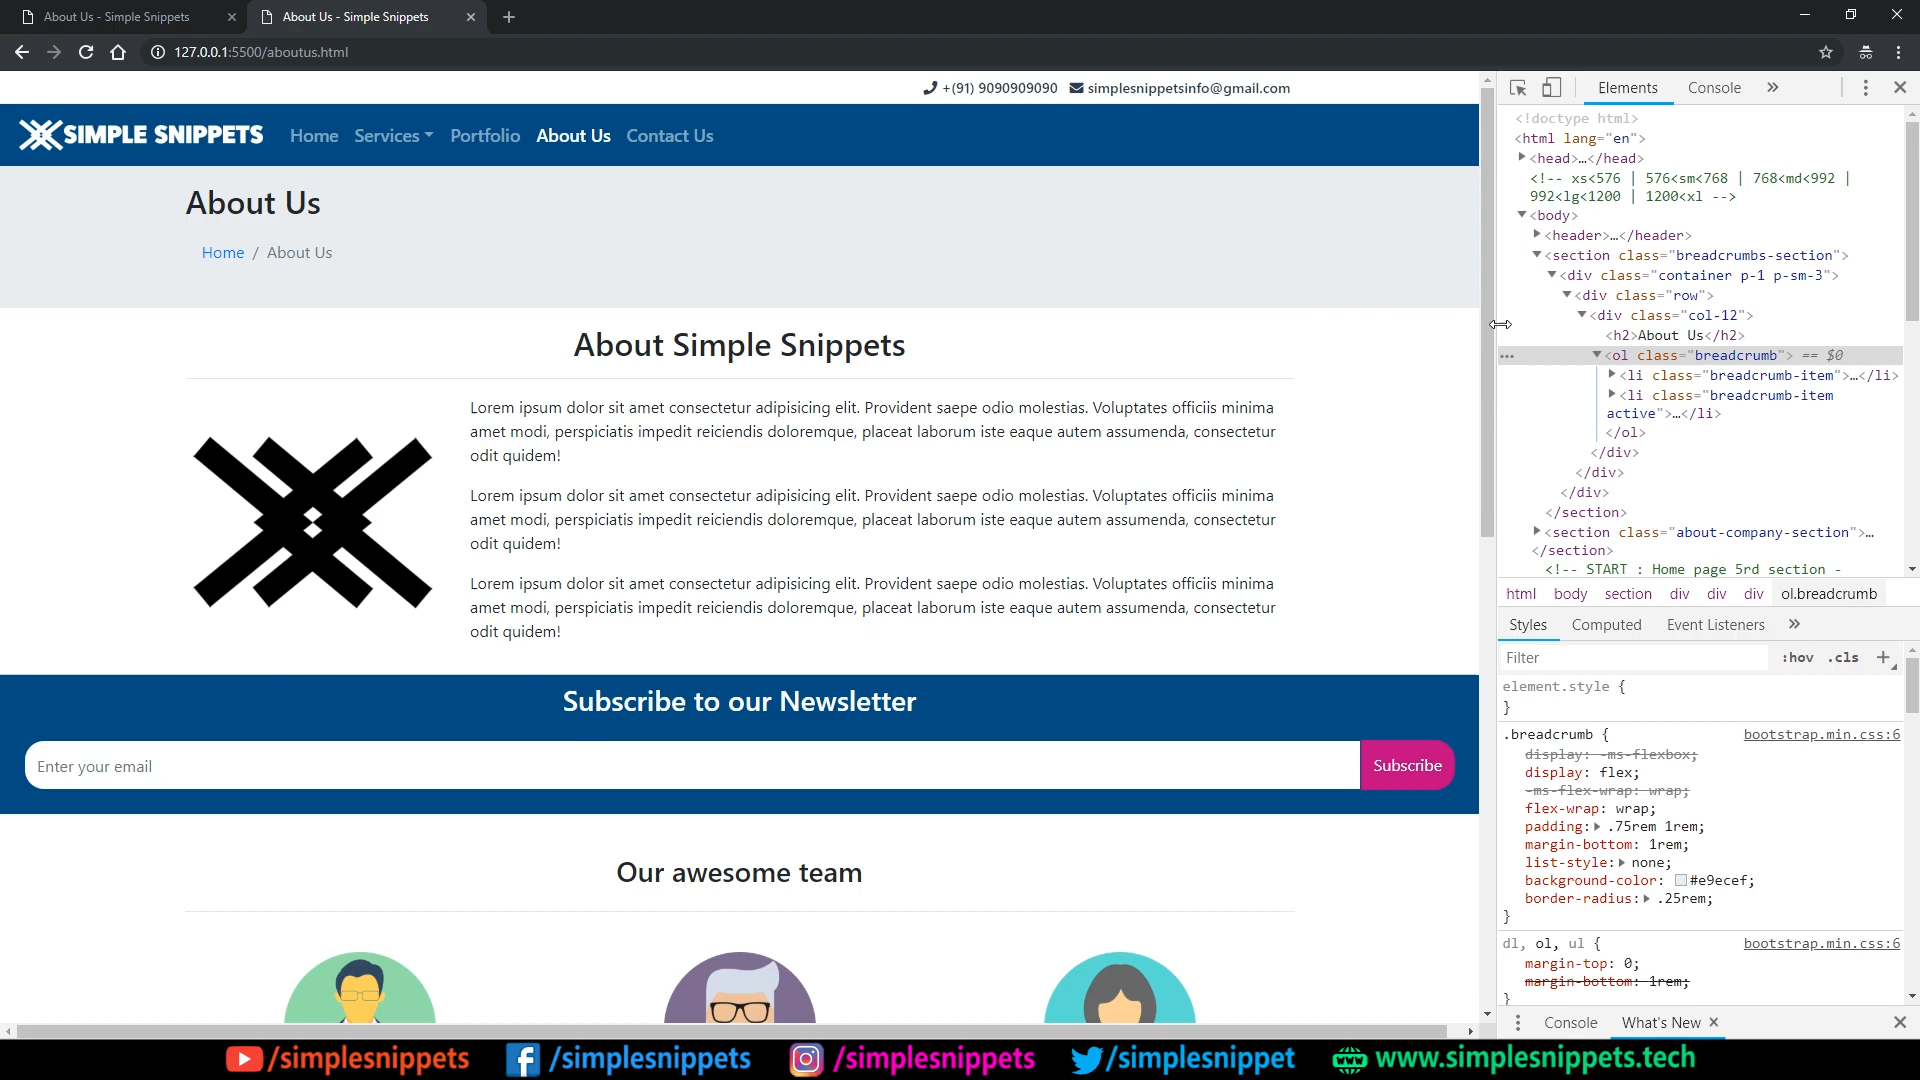 About Us - Simple Snippets
About Us - Simple Snippets
127.0.0.1:5500/aboutus.html
+(91) 9090909090 simplesnippetsinfo@gmail.com
SIMPLE SNIPPETS Home Services Portfolio About Us Contact Us
About Us
Home / About Us
About Simple Snippets
Lorem ipsum dolor sit amet consectetur adipisicing elit. Provident saepe odio molestias. Voluptates officiis minima
amet modi, perspiciatis impedit reiciendis doloremque, placeat laborum iste eaque autem assumenda, consectetur
odit quidem!
Lorem ipsum dolor sit amet consectetur adipisicing elit. Provident saepe odio molestias. Voluptates officiis minima
amet modi, perspiciatis impedit reiciendis doloremque, placeat laborum iste eaque autem assumenda, consectetur
odit quidem!
Lorem ipsum dolor sit amet consectetur adipisicing elit. Provident saepe odio molestias. Voluptates officiis minima
amet modi, perspiciatis impedit reiciendis doloremque, placeat laborum iste eaque autem assumenda, consectetur
odit quidem!
Subscribe to our Newsletter
Enter your email
Subscribe
Our awesome team
Elements Console »
<!doctype html>
<html lang="en">
<head>…</head>
<!-- xs<576 | 576<sm<768 | 768<md<992 |
992<lg<1200 | 1200<xl -->
<body>
<header>…</header>
<section class="breadcrumbs-section">
<div class="container p-1 p-sm-3">
<div class="row">
<div class="col-12">
<h2>About Us</h2>
<ol class="breadcrumb"> == $0
<li class="breadcrumb-item">…</li>
<li class="breadcrumb-item
active">…</li>
</ol>
</div>
</div>
</div>
</section>
<section class="about-company-section">…
</section>
<!-- START : Home page 5rd section -
html body section div div div ol.breadcrumb
Styles Computed Event Listeners »
Filter :hov .cls +
element.style {
}
.breadcrumb { bootstrap.min.css:6
display: -ms-flexbox;
display: flex;
-ms-flex-wrap: wrap;
flex-wrap: wrap;
padding: .75rem 1rem;
margin-bottom: 1rem;
list-style: none;
background-color: #e9ecef;
border-radius: .25rem;
}
dl, ol, ul { bootstrap.min.css:6
margin-top: 0;
margin-bottom: 1rem;
}
Console What's New
/simplesnippets /simplesnippets /simplesnippets /simplesnippet www.simplesnippets.tech